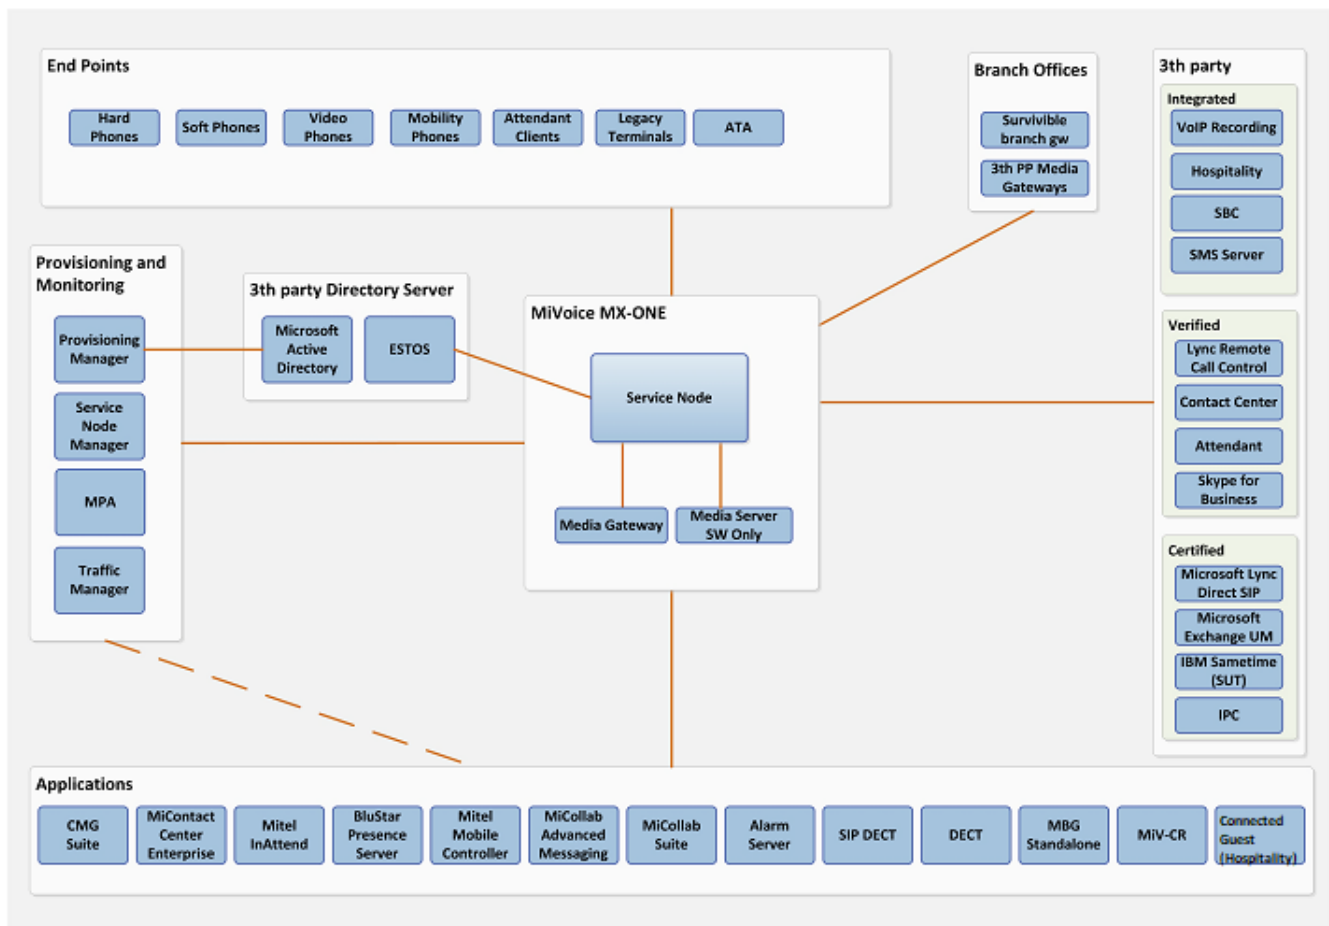 End Points
Hard
Phones
Soft Phones
Video
Phones
Mobility
Phones
Attendant
Clients
Legacy
Terminals
ATA
Branch Offices
Survivible
branch gw
3th PP Media
Gateways
3th party
Integrated
VoIP Recording
Hospitality
SBC
SMS Server
Verified
Lync Remote
Call Control
Contact Center
Attendant
Skype for
Business
Certified
Microsoft Lync
Direct SIP
Microsoft
Exchange UM
IBM Sametime
(SUT)
IPC
Provisioning and
Monitoring
Provisioning
Manager
Service
Node
Manager
MPA
Traffic
Manager
3th party Directory Server
Microsoft
Active
Directory
ESTOS
MiVoice MX-ONE
Service Node
Media Gateway
Media Server
SW Only
Applications
CMG
Suite
MiContact
Center
Enterprise
Mitel
InAttend
BluStar
Presence
Server
Mitel
Mobile
Controller
MiCollab
Advanced
Messaging
MiCollab
Suite
Alarm
Server
SIP DECT
DECT
MBG
Standalone
MiV-CR
Connected
Guest
(Hospitality)